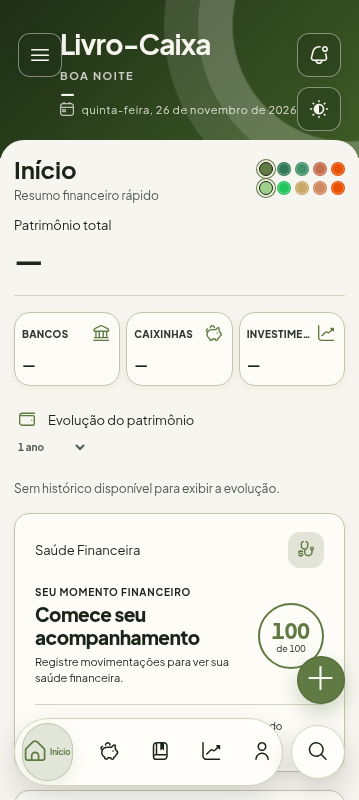 Livro-Caixa
BOA NOITE
—
quinta-feira, 26 de novembro de 2026
Início
Resumo financeiro rápido
Patrimônio total
—
BANCOS
CAIXINHAS
INVESTIME…
—
—
—
Evolução do patrimônio
1 ano
Sem histórico disponível para exibir a evolução.
Saúde Financeira
SEU MOMENTO FINANCEIRO
Comece seu
acompanhamento
Registre movimentações para ver sua
saúde financeira.
100
de 100
Início